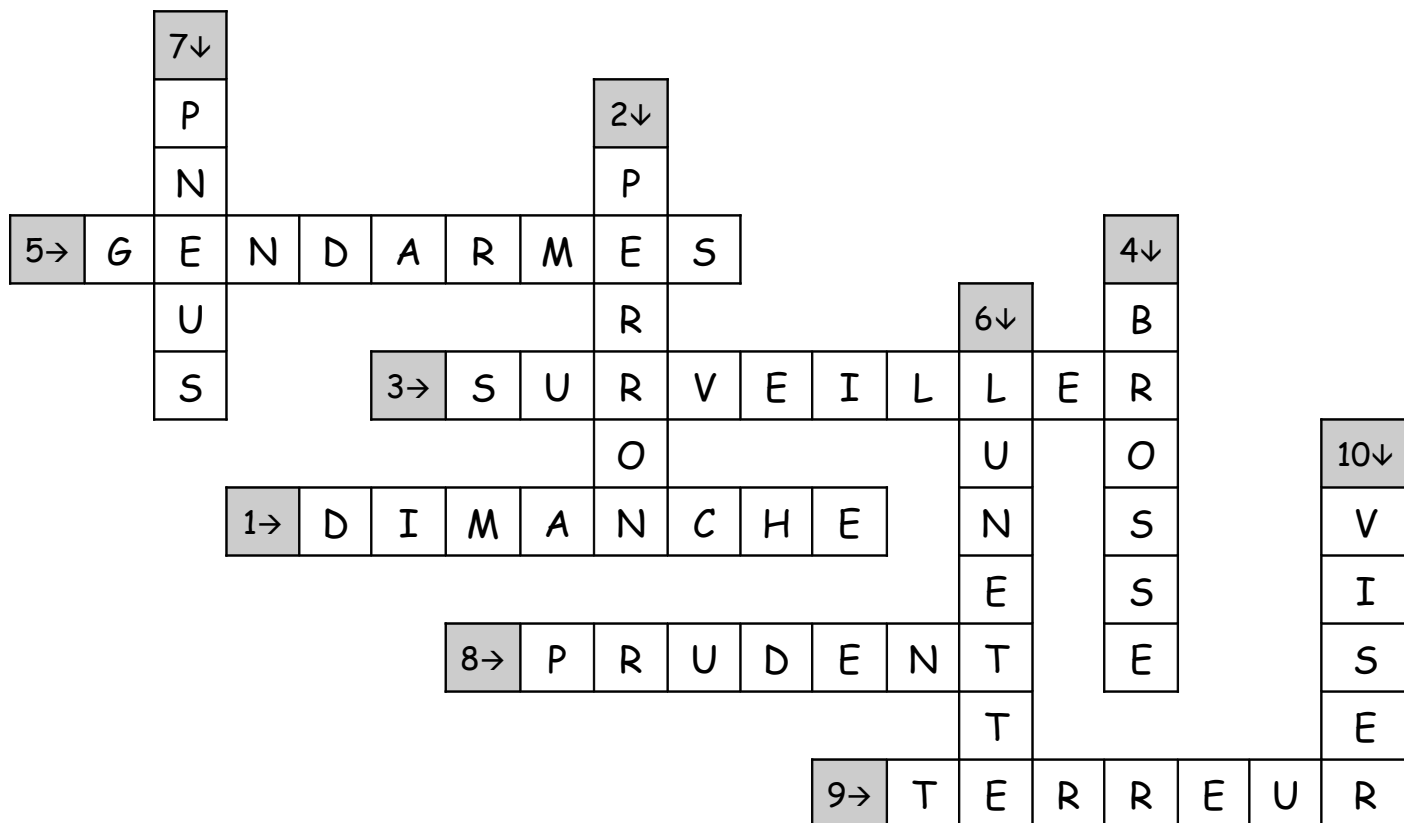 7↓
P 2↓
N P
5→ G E N D A R M E S 4↓
U R 6↓ B
S 3→ S U R V E I L L E R
O U O 10↓
1→ D I M A N C H E N S V
E S I
8→ P R U D E N T E S
T E
9→ T E R R E U R